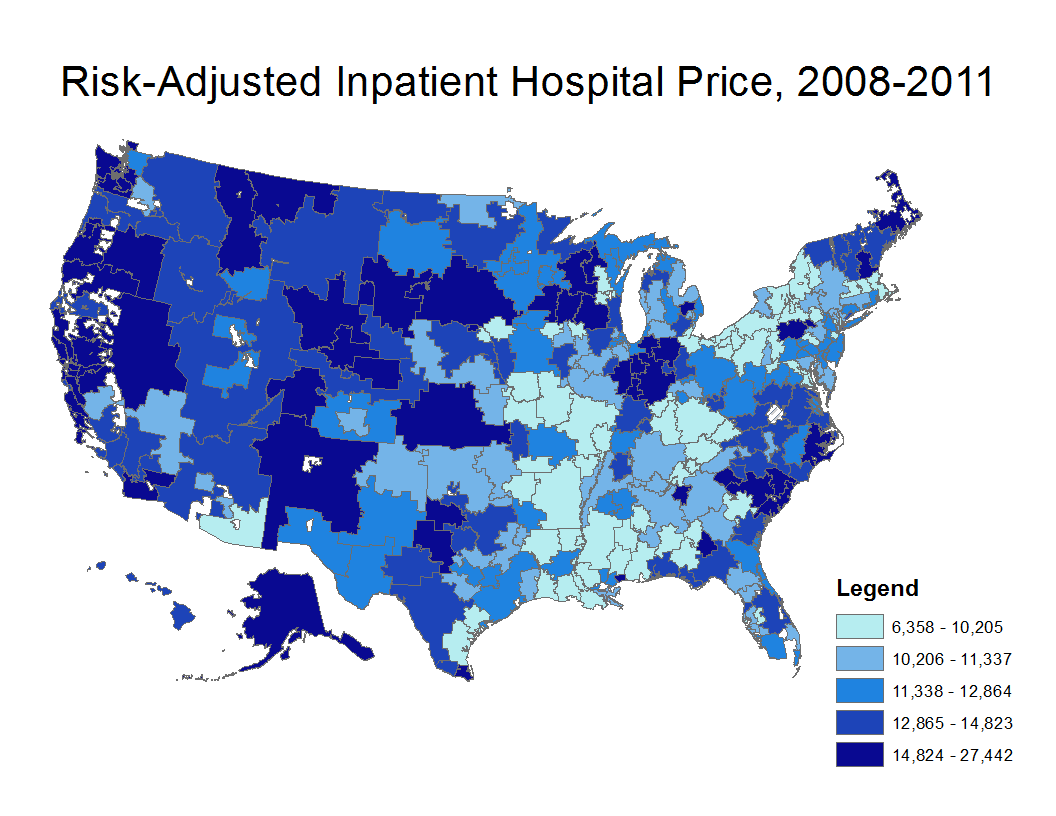 Risk-Adjusted Inpatient Hospital Price, 2008-2011
Legend
6,358 - 10,205
10,206 - 11,337
11,338 - 12,864
12,865 - 14,823
14,824 - 27,442